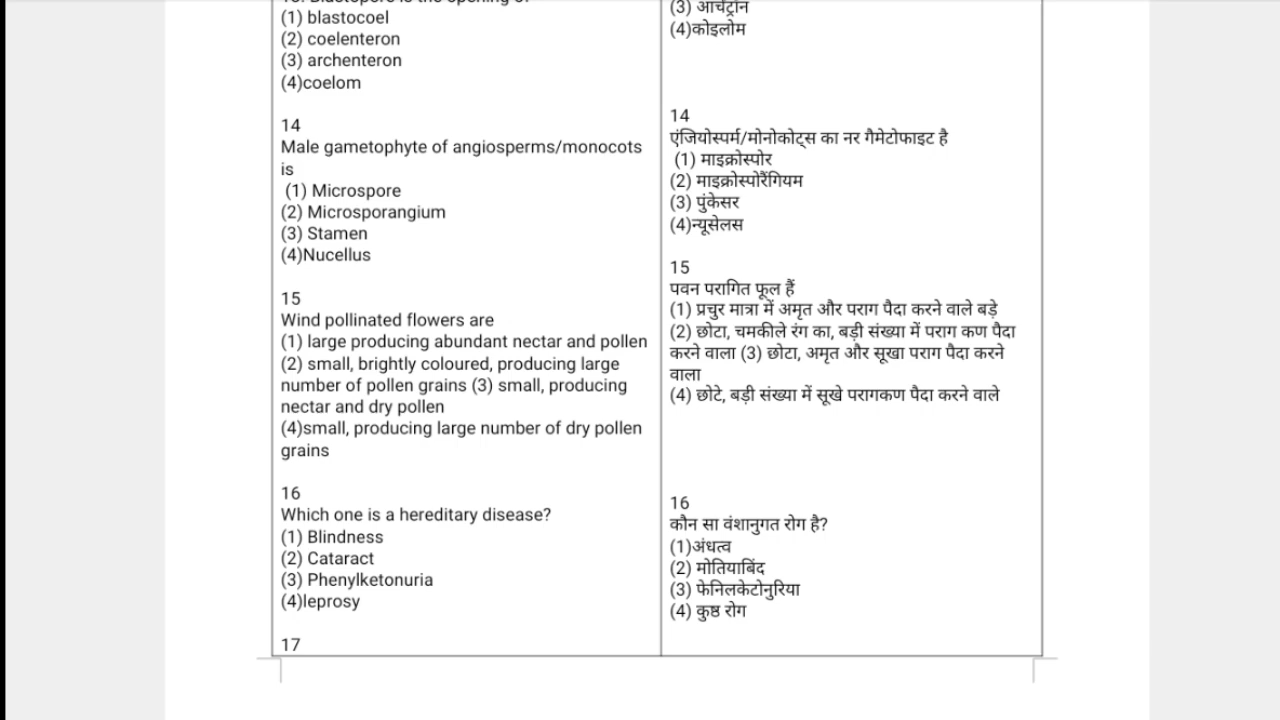 (1) blastocoel
(2) coelenteron
(3) archenteron
(4)coelom
14
Male gametophyte of angiosperms/monocots
is
(1) Microspore
(2) Microsporangium
(3) Stamen
(4)Nucellus
15
Wind pollinated flowers are
(1) large producing abundant nectar and pollen
(2) small, brightly coloured, producing large
number of pollen grains (3) small, producing
nectar and dry pollen
(4)small, producing large number of dry pollen
grains
16
Which one is a hereditary disease?
(1) Blindness
(2) Cataract
(3) Phenylketonuria
(4)leprosy
17
(3) आर्चेंट्रॉन
(4)कोइलोम
14
एंजियोस्पर्म/मोनोकोट्स का नर गैमेटोफाइट है
(1) माइक्रोस्पोर
(2) माइक्रोस्पोरैंगियम
(3) पुंकेसर
(4)न्यूसेलस
15
पवन परागित फूल हैं
(1) प्रचुर मात्रा में अमृत और पराग पैदा करने वाले बड़े
(2) छोटा, चमकीले रंग का, बड़ी संख्या में पराग कण पैदा
करने वाला (3) छोटा, अमृत और सूखा पराग पैदा करने
वाला
(4) छोटे, बड़ी संख्या में सूखे परागकण पैदा करने वाले
16
कौन सा वंशानुगत रोग है?
(1)अंधत्व
(2) मोतियाबिंद
(3) फेनिलकेटोनुरिया
(4) कुष्ठ रोग